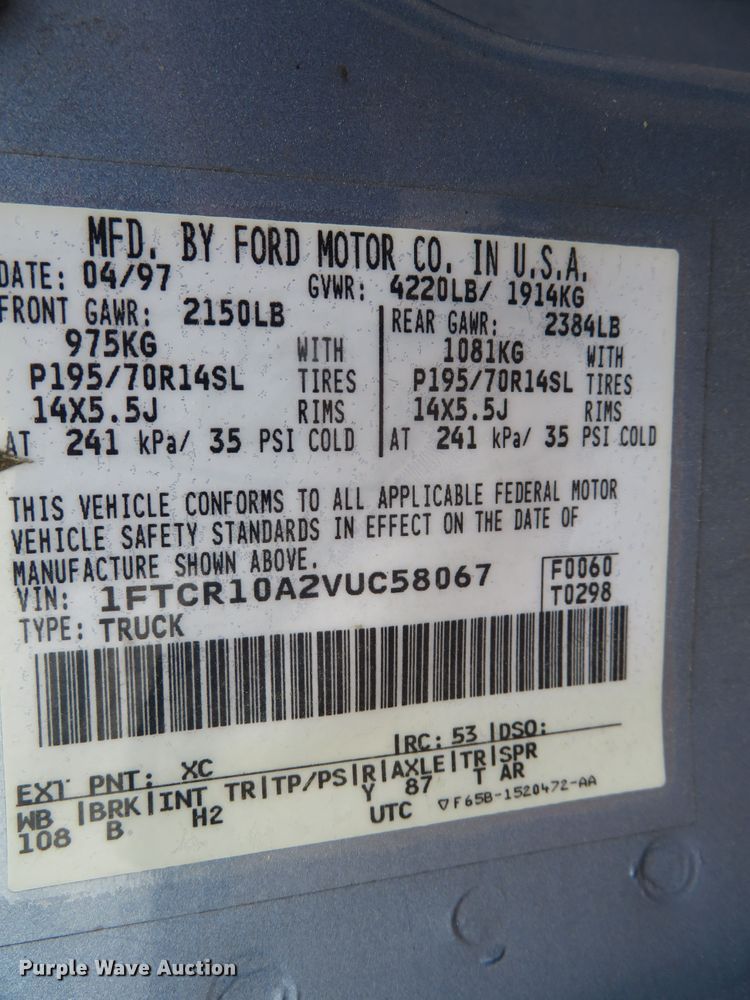 MFD. BY FORD MOTOR CO. IN U.S.A.
DATE: 04/97 GVWR: 4220LB/ 1914KG
FRONT GAWR: 2150LB REAR GAWR: 2384LB
975KG WITH 1081KG WITH
P195/70R14SL TIRES P195/70R14SL TIRES
14X5.5J RIMS 14X5.5J RIMS
AT 241 kPa/ 35 PSI COLD AT 241 kPa/ 35 PSI COLD
THIS VEHICLE CONFORMS TO ALL APPLICABLE FEDERAL MOTOR
VEHICLE SAFETY STANDARDS IN EFFECT ON THE DATE OF
MANUFACTURE SHOWN ABOVE.
VIN: 1FTCR10A2VUC58067 F0060
TYPE: TRUCK T0298
EXT PNT: XC RC: 53 DSO:
WB |BRK|INT TR|TP/PS|R|AXLE|TR|SPR
108 B H2 Y 87 T AR
UTC ▽F65B-1520472-AA
Purple Wave Auction